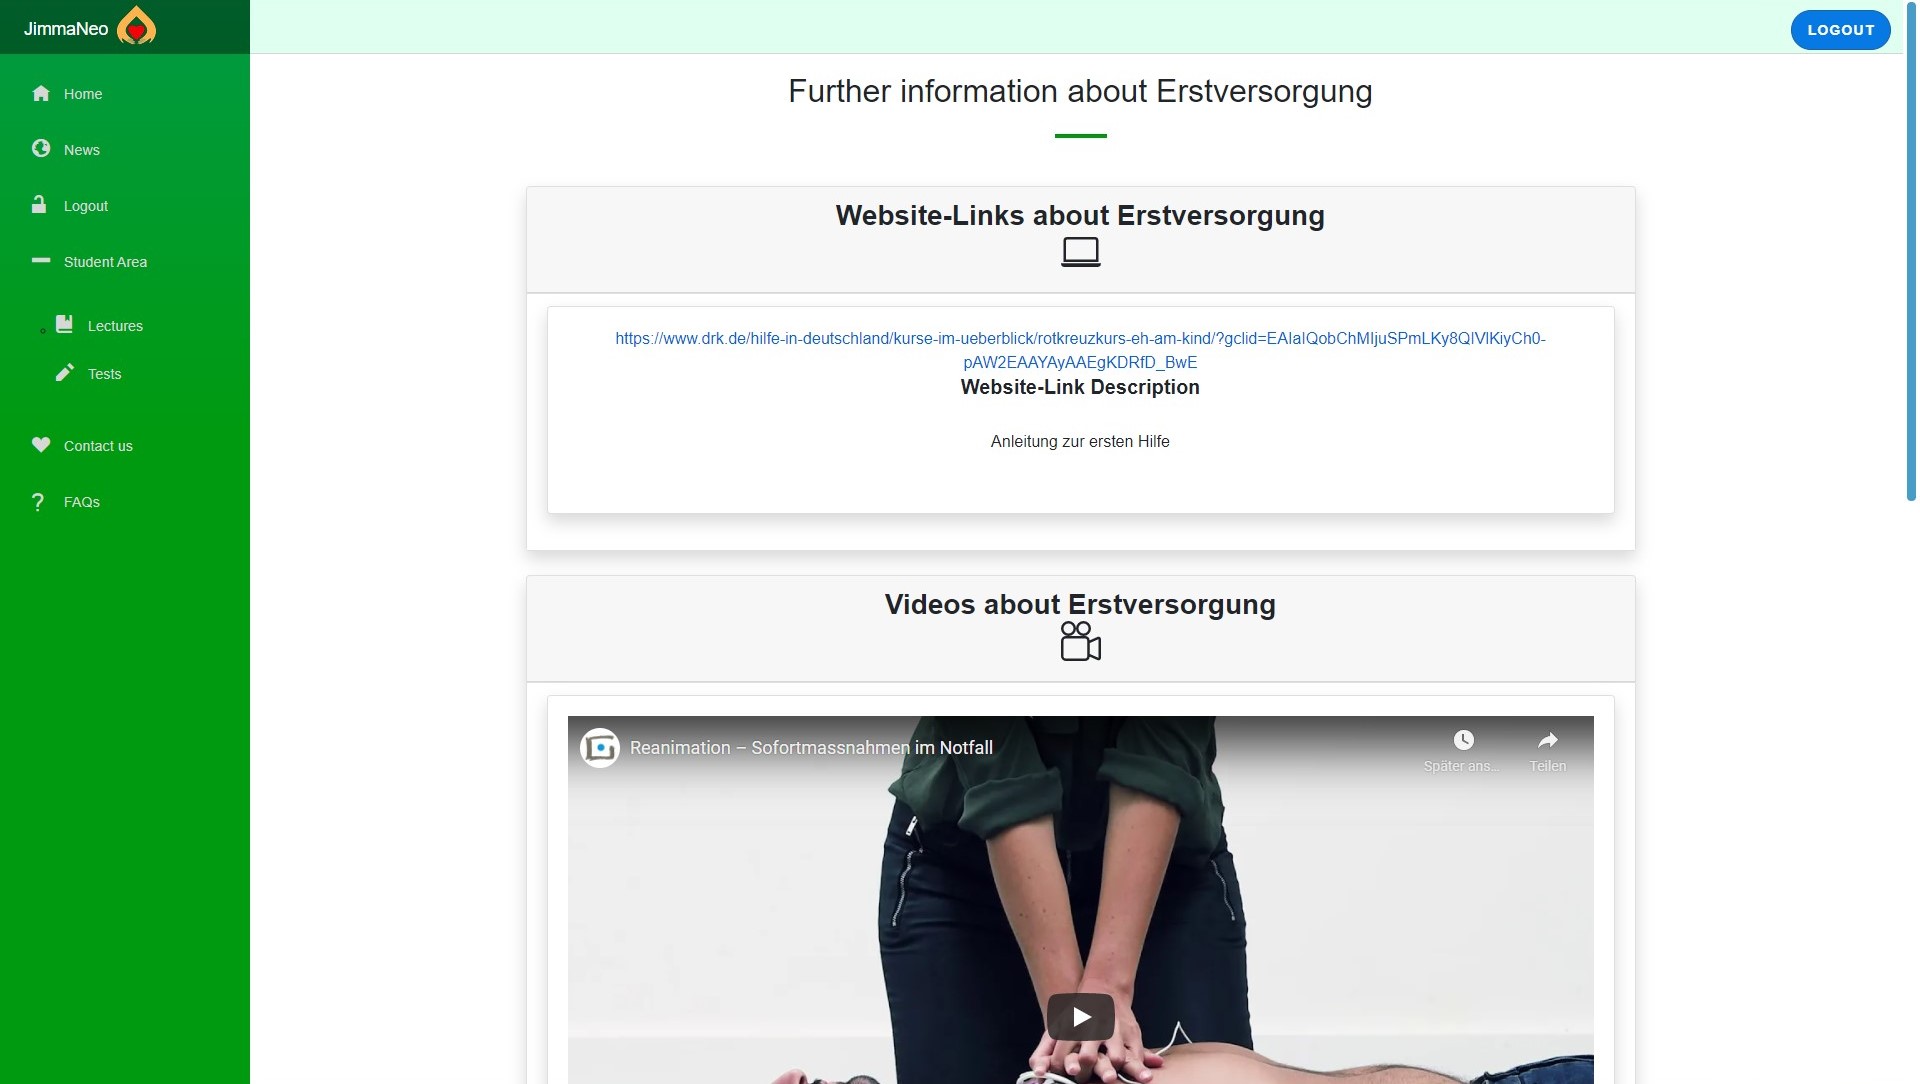 JimmaNeo
LOGOUT
Home
News
Logout
Student Area
Lectures
Tests
Contact us
FAQs
Further information about Erstversorgung
Website-Links about Erstversorgung
https://www.drk.de/hilfe-in-deutschland/kurse-im-ueberblick/rotkreuzkurs-eh-am-kind/?gclid=EAIaIQobChMIjuSPmLKy8QIVlKiyCh0-
pAW2EAAYAyAAEgKDRfD_BwE
Website-Link Description
Anleitung zur ersten Hilfe
Videos about Erstversorgung
Reanimation – Sofortmassnahmen im Notfall
Später ans...
Teilen